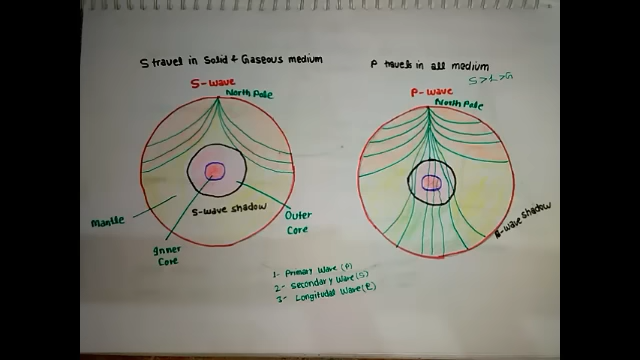 S travel in Solid & Gaseous medium
S-wave
North Pole
S-wave shadow
Mantle
Outer
Core
Inner
Core
P travels in all medium
S>L>G
P-wave
North Pole
-wave shadow
1- Primary Wave (P)
2- Secondary Wave (S)
3- Longitudal Wave (L)